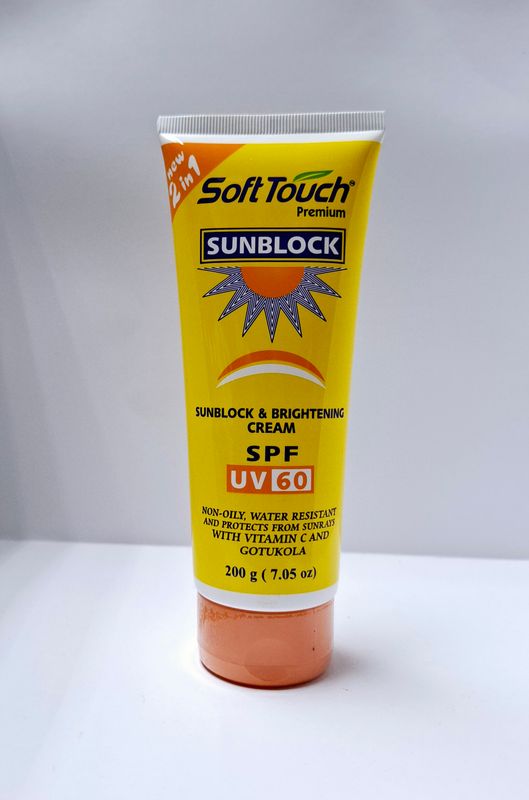 new
2 in 1
Soft Touch®
Premium
SUNBLOCK
SUNBLOCK & BRIGHTENING
CREAM
SPF
UV 60
NON-OILY, WATER RESISTANT
AND PROTECTS FROM SUNRAYS
WITH VITAMIN C AND
GOTUKOLA
200 g ( 7.05 oz)